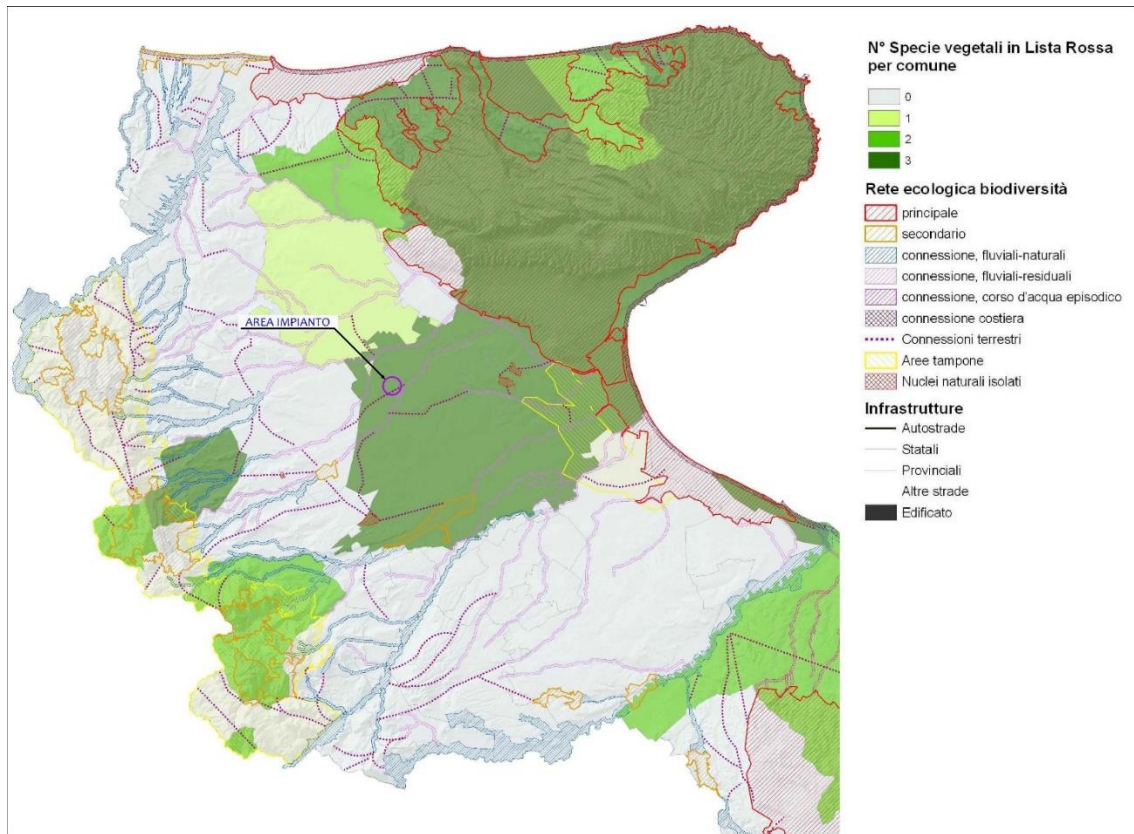 AREA IMPIANTO
N° Specie vegetali in Lista Rossa
per comune
0
1
2
3
Rete ecologica biodiversità
principale
secondario
connessione, fluviali-naturali
connessione, fluviali-residuali
connessione, corso d'acqua episodico
connessione costiera
Connessioni terrestri
Aree tampone
Nuclei naturali isolati
Infrastrutture
Autostrade
Statali
Provinciali
Altre strade
Edificato